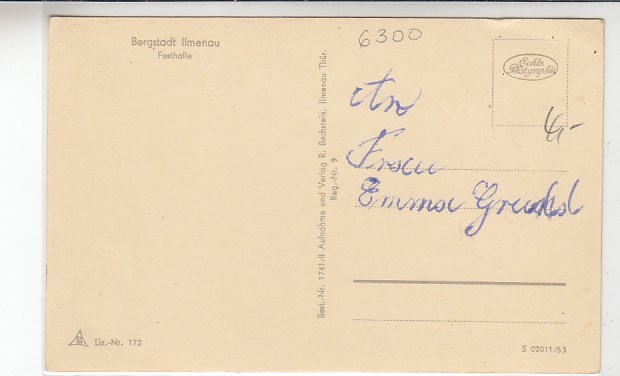 Bergstadt Ilmenau
Festhalle
6300
Echte Photographie
4,-
An
Frau
Emma
Best.-Nr. 1741/II Aufnahme und Verlag R. Bechstein, Ilmenau Thür.
Reg.-Nr. 9
Liz.-Nr. 172
S 02011/53